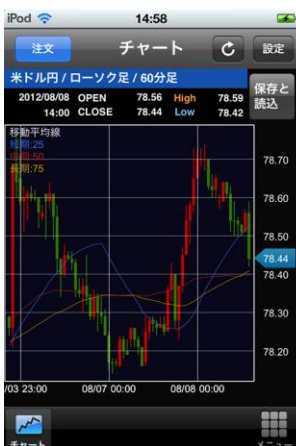 iPod 14:58
注文 チャート 設定
米ドル円 / ローソク足 / 60分足
保存と
読込
2012/08/08 OPEN 78.56 High 78.59
14:00 CLOSE 78.44 Low 78.42
移動平均線
短期:25
中期:50
長期:75
78.70
78.60
78.50
78.44
78.40
78.30
78.20
/03 23:00 08/07 00:00 08/08 00:00
チャート メニュー